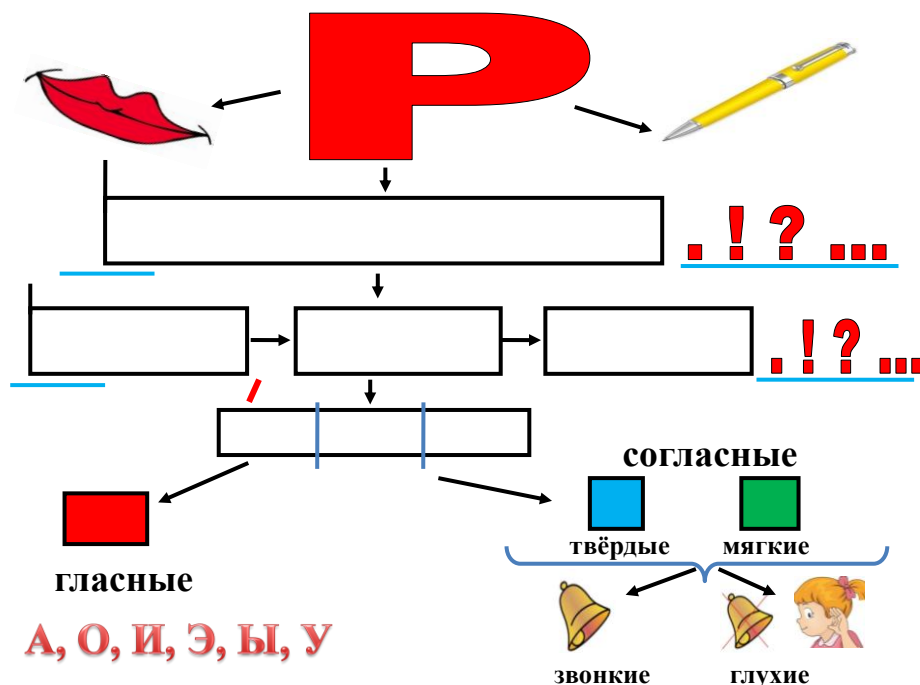 Р
. ! ? ...
. ! ? ...
согласные
твёрдые мягкие
гласные
А, О, И, Э, Ы, У
звонкие глухие